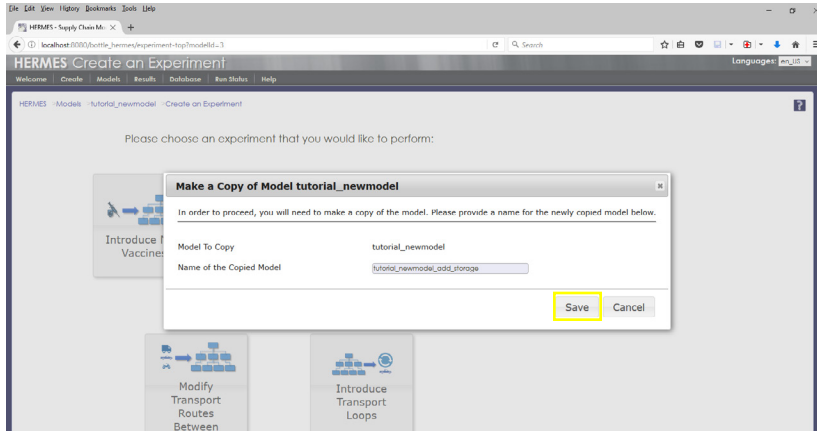 File Edit View History Bookmarks Tools Help
HERMES - Supply Chain Mo
localhost:8080/bottle_hermes/experiment-top?modelId=3
Search
HERMES Create an Experiment
Languages: en_US
Welcome Create Models Results Database Run Status Help
HERMES >Models >tutorial_newmodel >Create an Experiment
?
Please choose an experiment that you would like to perform:
Make a Copy of Model tutorial_newmodel
In order to proceed, you will need to make a copy of the model. Please provide a name for the newly copied model below.
Introduce
Vaccines
Model To Copy tutorial_newmodel
Name of the Copied Model tutorial_newmodel_add_storage
Save Cancel
Modify
Transport
Routes
Between
Introduce
Transport
Loops